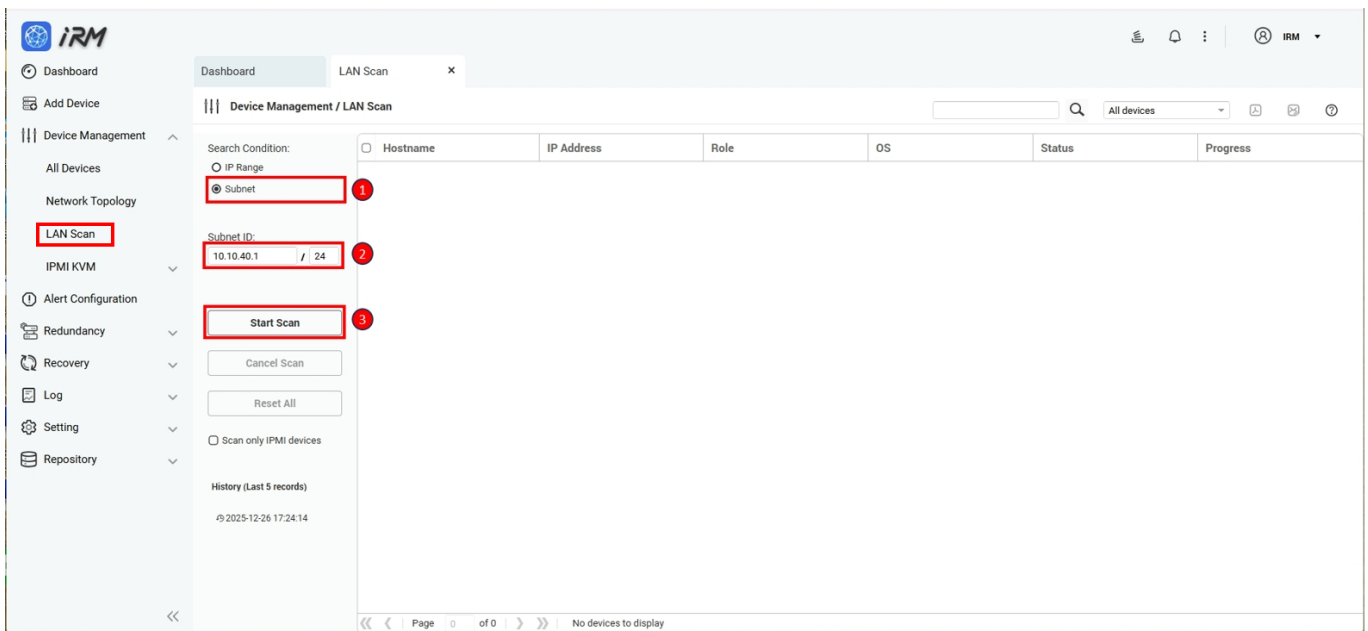 iRM
IRM
Dashboard
Add Device
Device Management
All Devices
Network Topology
LAN Scan
IPMI KVM
Alert Configuration
Redundancy
Recovery
Log
Setting
Repository
Dashboard
LAN Scan
Device Management / LAN Scan
All devices
Search Condition:
IP Range
Subnet
1
Subnet ID:
10.10.40.1 / 24
2
Start Scan
3
Cancel Scan
Reset All
Scan only IPMI devices
History (Last 5 records)
2025-12-26 17:24:14
Hostname IP Address Role OS Status Progress
Page 0 of 0 No devices to display